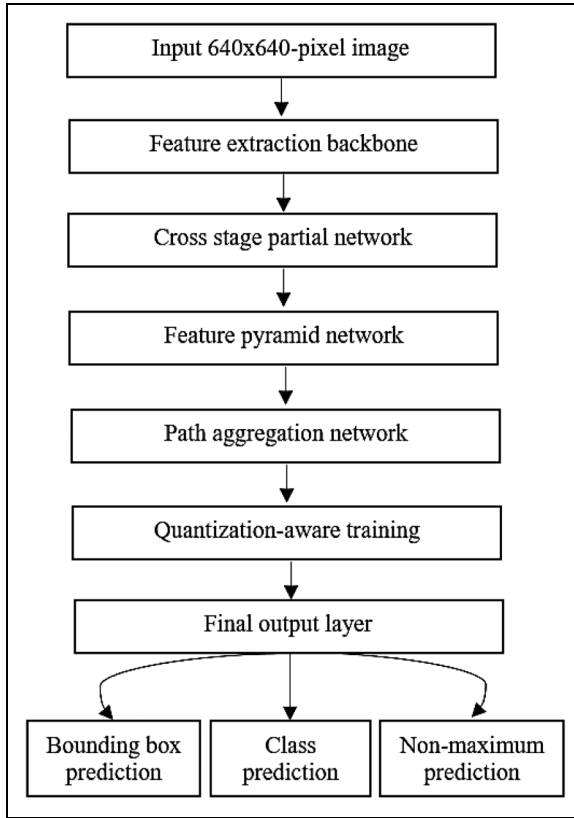 Input 640x640-pixel image
Feature extraction backbone
Cross stage partial network
Feature pyramid network
Path aggregation network
Quantization-aware training
Final output layer
Bounding box
prediction
Class
prediction
Non-maximum
prediction